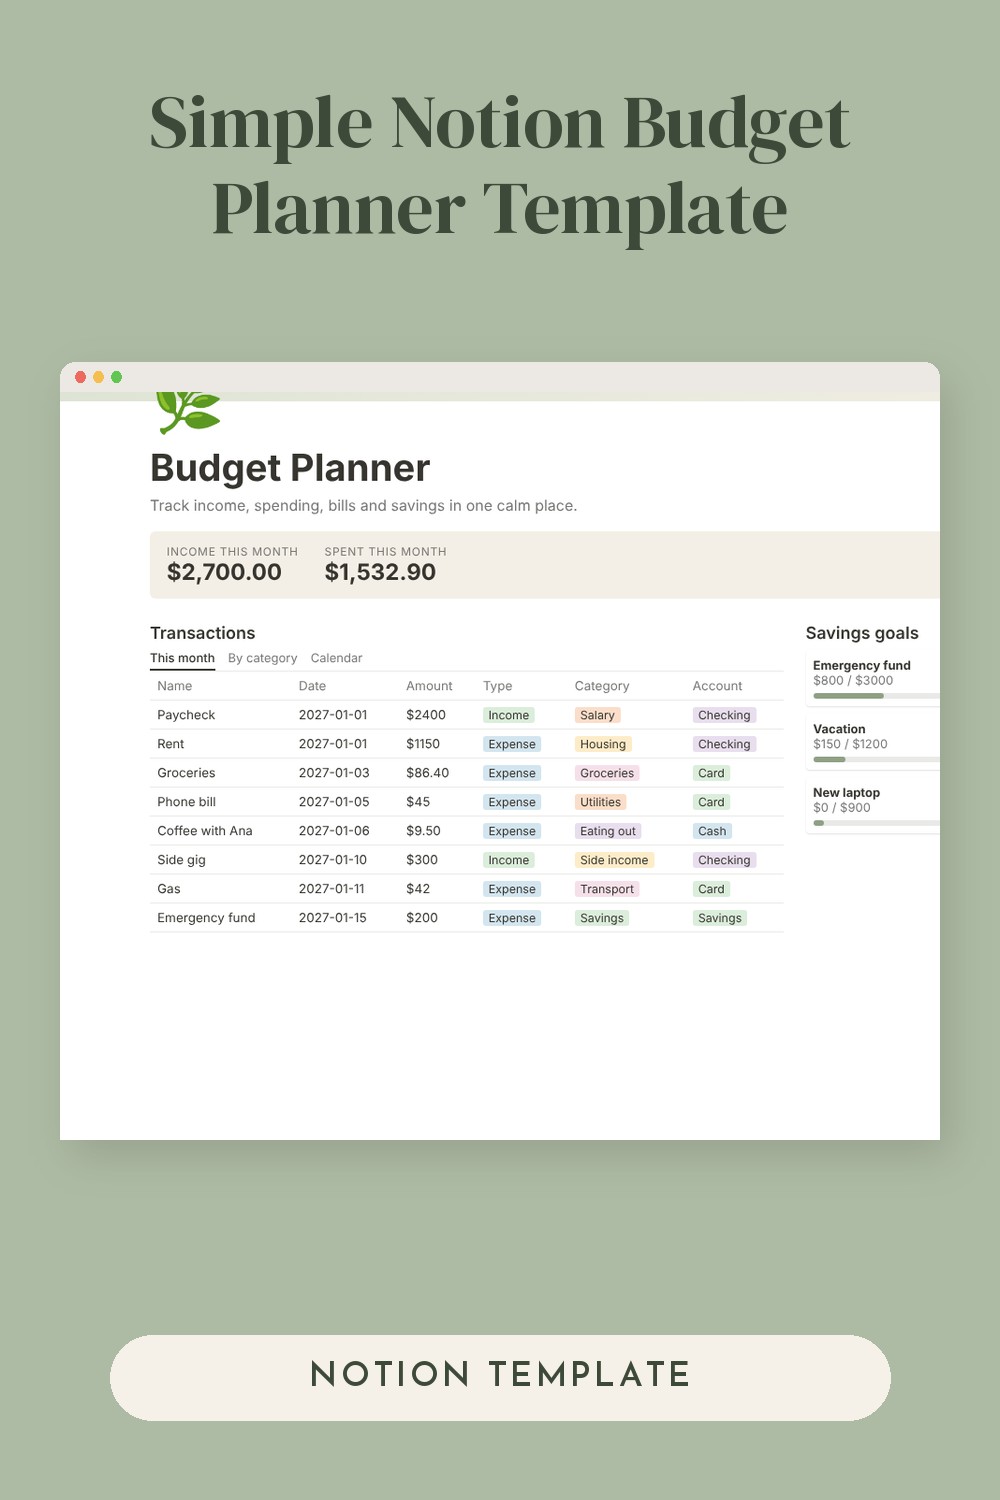 Simple Notion Budget
Planner Template
Budget Planner
Track income, spending, bills and savings in one calm place.
INCOME THIS MONTH SPENT THIS MONTH
$2,700.00 $1,532.90
Transactions
This month By category Calendar
Name Date Amount Type Category Account
Paycheck 2027-01-01 $2400 Income Salary Checking
Rent 2027-01-01 $1150 Expense Housing Checking
Groceries 2027-01-03 $86.40 Expense Groceries Card
Phone bill 2027-01-05 $45 Expense Utilities Card
Coffee with Ana 2027-01-06 $9.50 Expense Eating out Cash
Side gig 2027-01-10 $300 Income Side income Checking
Gas 2027-01-11 $42 Expense Transport Card
Emergency fund 2027-01-15 $200 Expense Savings Savings
Savings goals
Emergency fund
$800 / $3000
Vacation
$150 / $1200
New laptop
$0 / $900
NOTION TEMPLATE